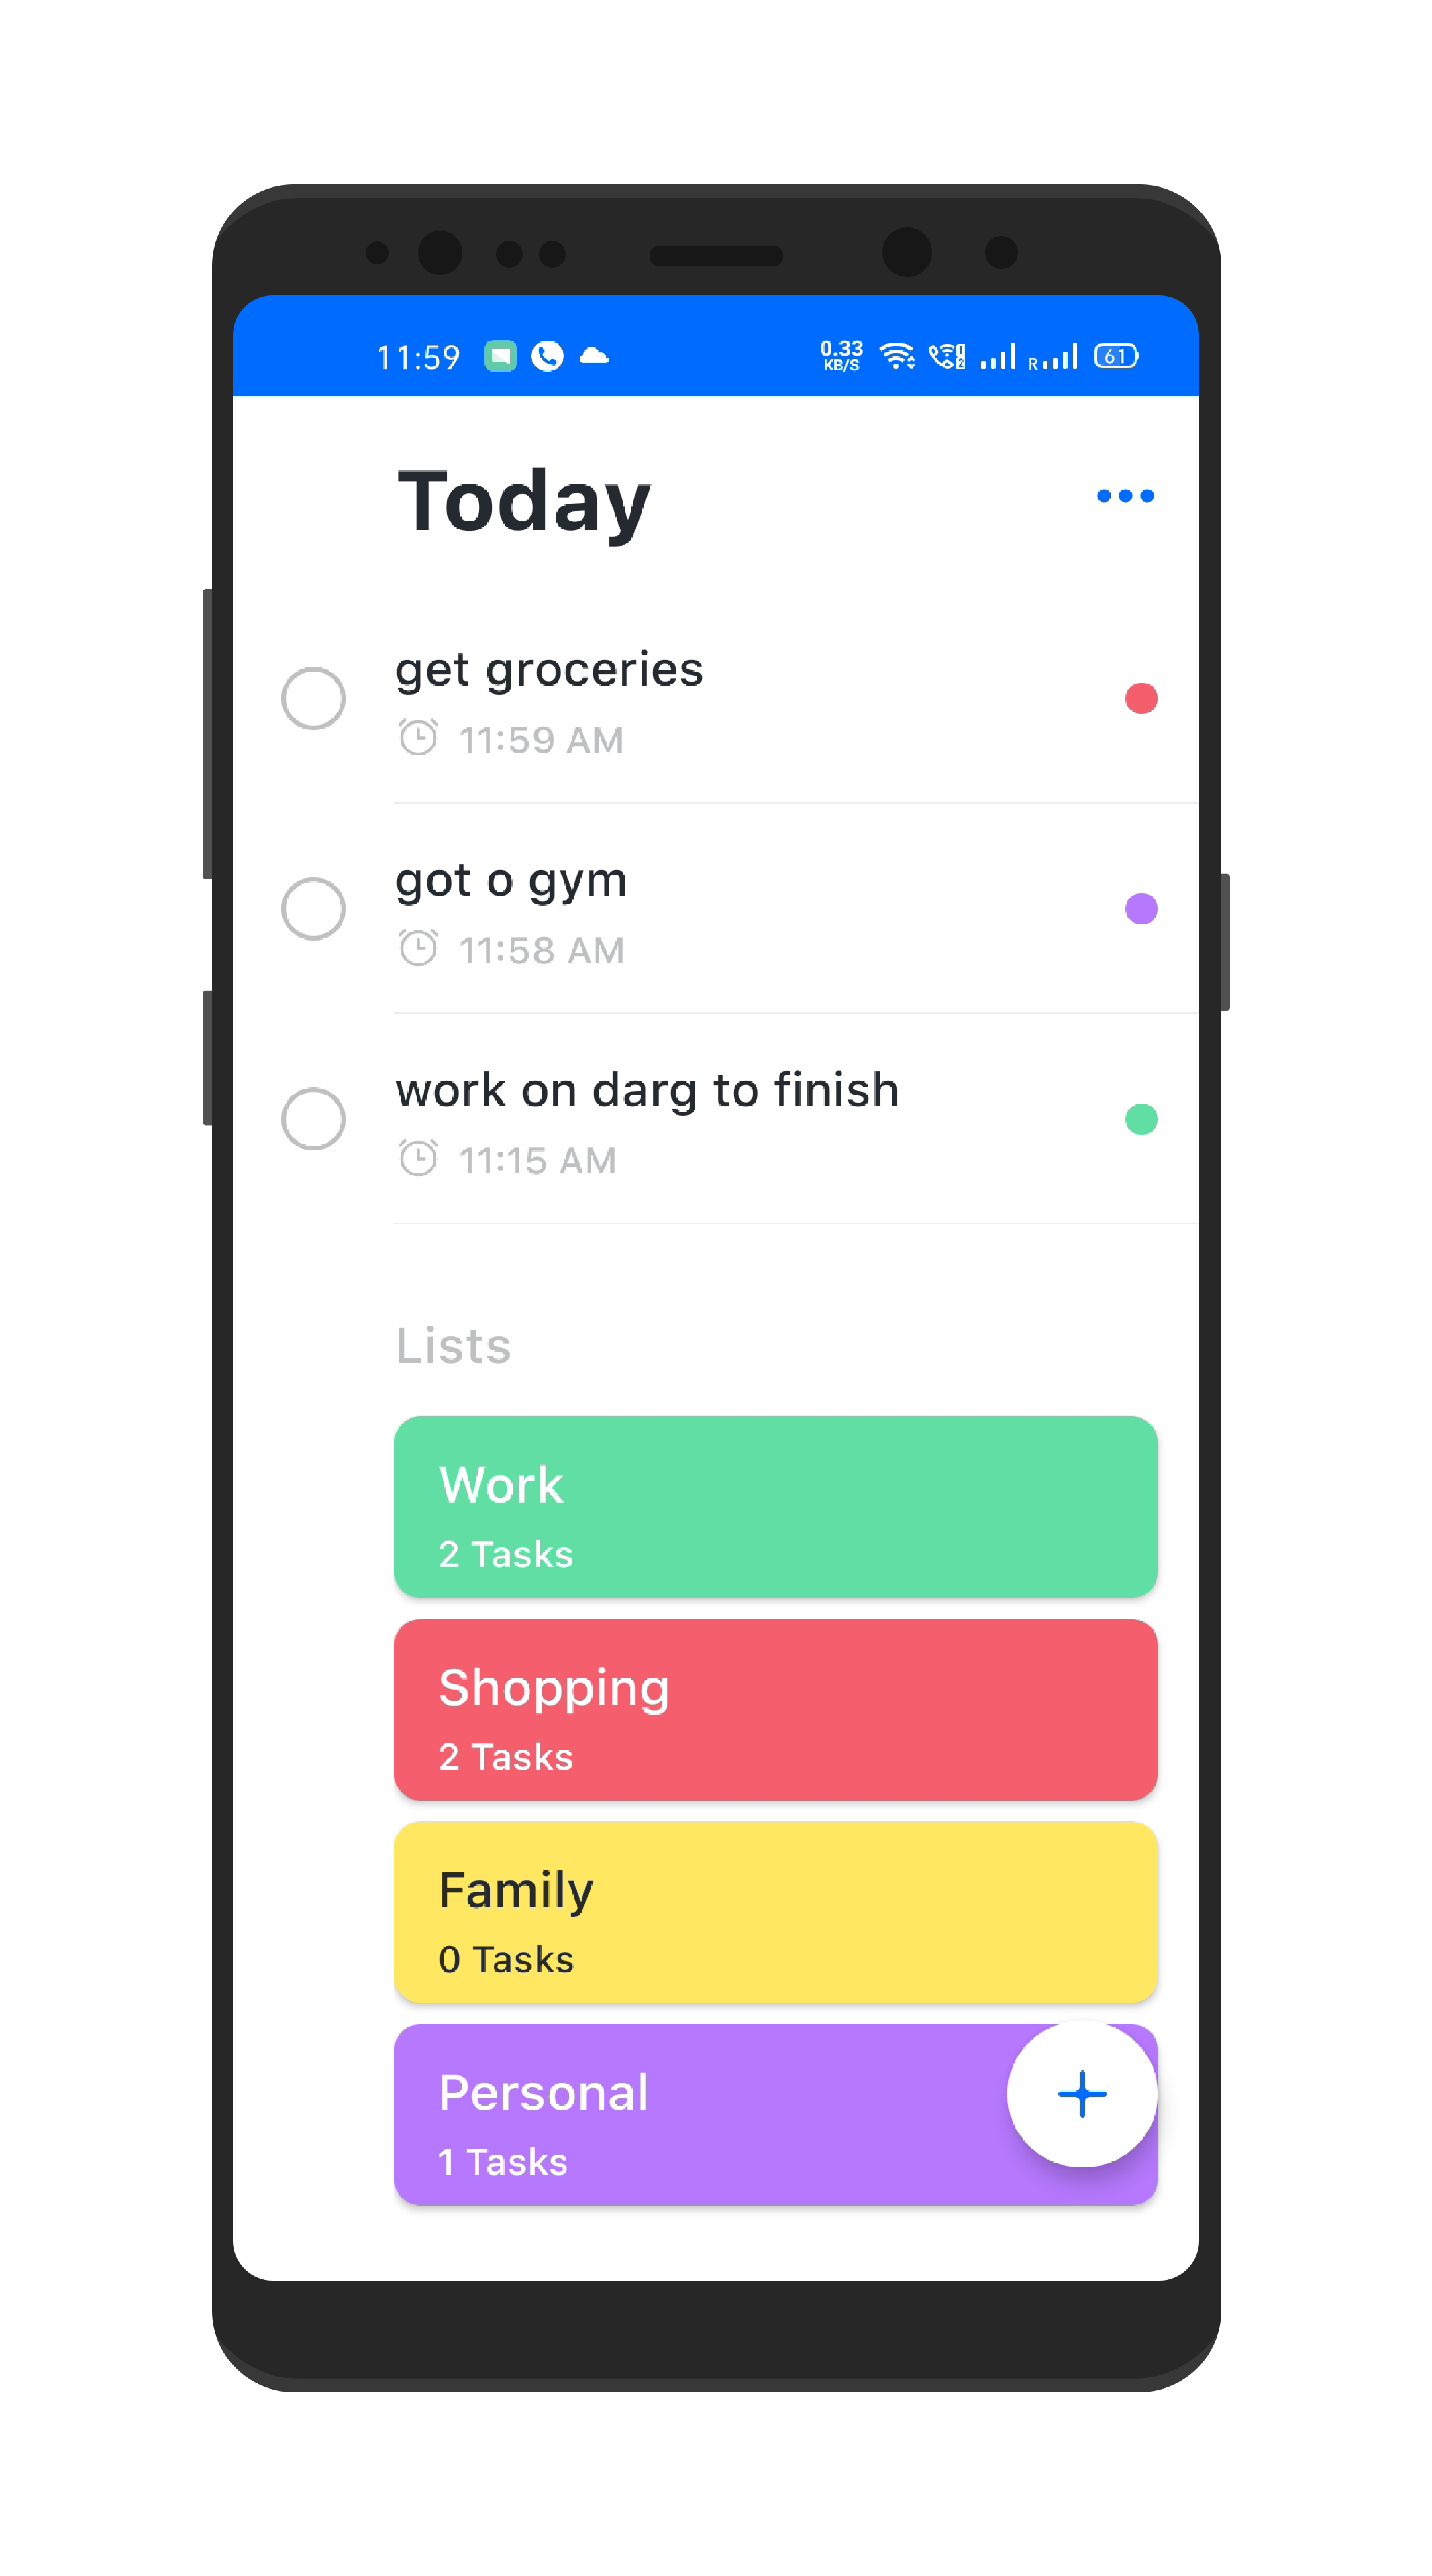 11:59
0.33 KB/S
R
61
Today
get groceries
11:59 AM
got o gym
11:58 AM
work on darg to finish
11:15 AM
Lists
Work
2 Tasks
Shopping
2 Tasks
Family
0 Tasks
Personal
1 Tasks